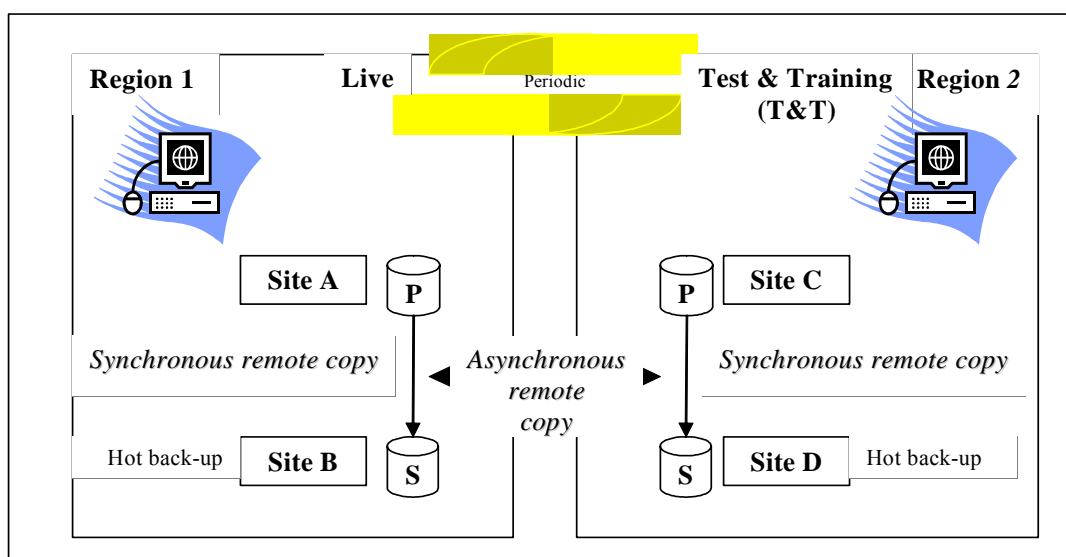 Region 1
Live
Periodic
Test & Training
(T&T)
Region 2
Site A
P
P
Site C
Synchronous remote copy
Asynchronous
remote
copy
Synchronous remote copy
Hot back-up
Site B
S
S
Site D
Hot back-up